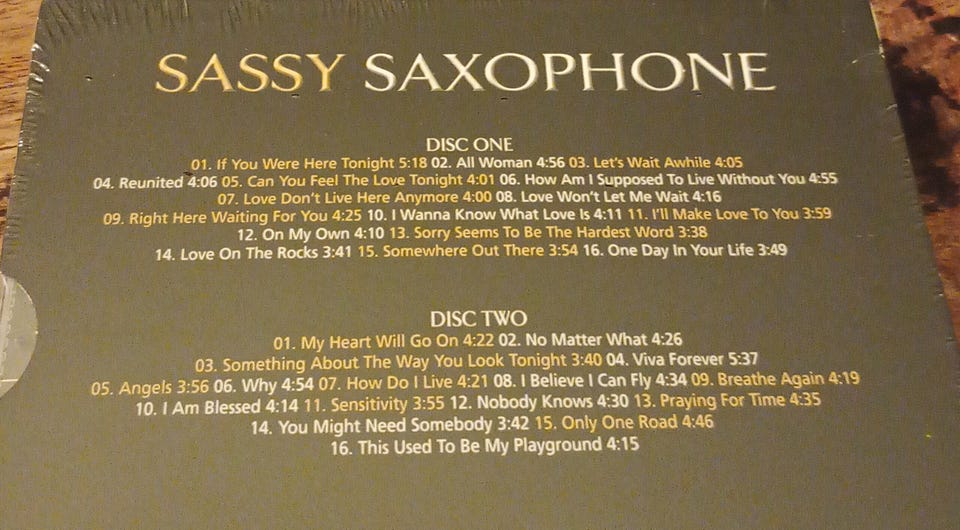 SASSY SAXOPHONE
DISC ONE
01. If You Were Here Tonight 5:18 02. All Woman 4:56 03. Let's Wait Awhile 4:05
04. Reunited 4:06 05. Can You Feel The Love Tonight 4:01 06. How Am I Supposed To Live Without You 4:55
07. Love Don't Live Here Anymore 4:00 08. Love Won't Let Me Wait 4:16
09. Right Here Waiting For You 4:25 10. I Wanna Know What Love Is 4:11 11. I'll Make Love To You 3:59
12. On My Own 4:10 13. Sorry Seems To Be The Hardest Word 3:38
14. Love On The Rocks 3:41 15. Somewhere Out There 3:54 16. One Day In Your Life 3:49
DISC TWO
01. My Heart Will Go On 4:22 02. No Matter What 4:26
03. Something About The Way You Look Tonight 3:40 04. Viva Forever 5:37
05. Angels 3:56 06. Why 4:54 07. How Do I Live 4:21 08. I Believe I Can Fly 4:34 09. Breathe Again 4:19
10. I Am Blessed 4:14 11. Sensitivity 3:55 12. Nobody Knows 4:30 13. Praying For Time 4:35
14. You Might Need Somebody 3:42 15. Only One Road 4:46
16. This Used To Be My Playground 4:15